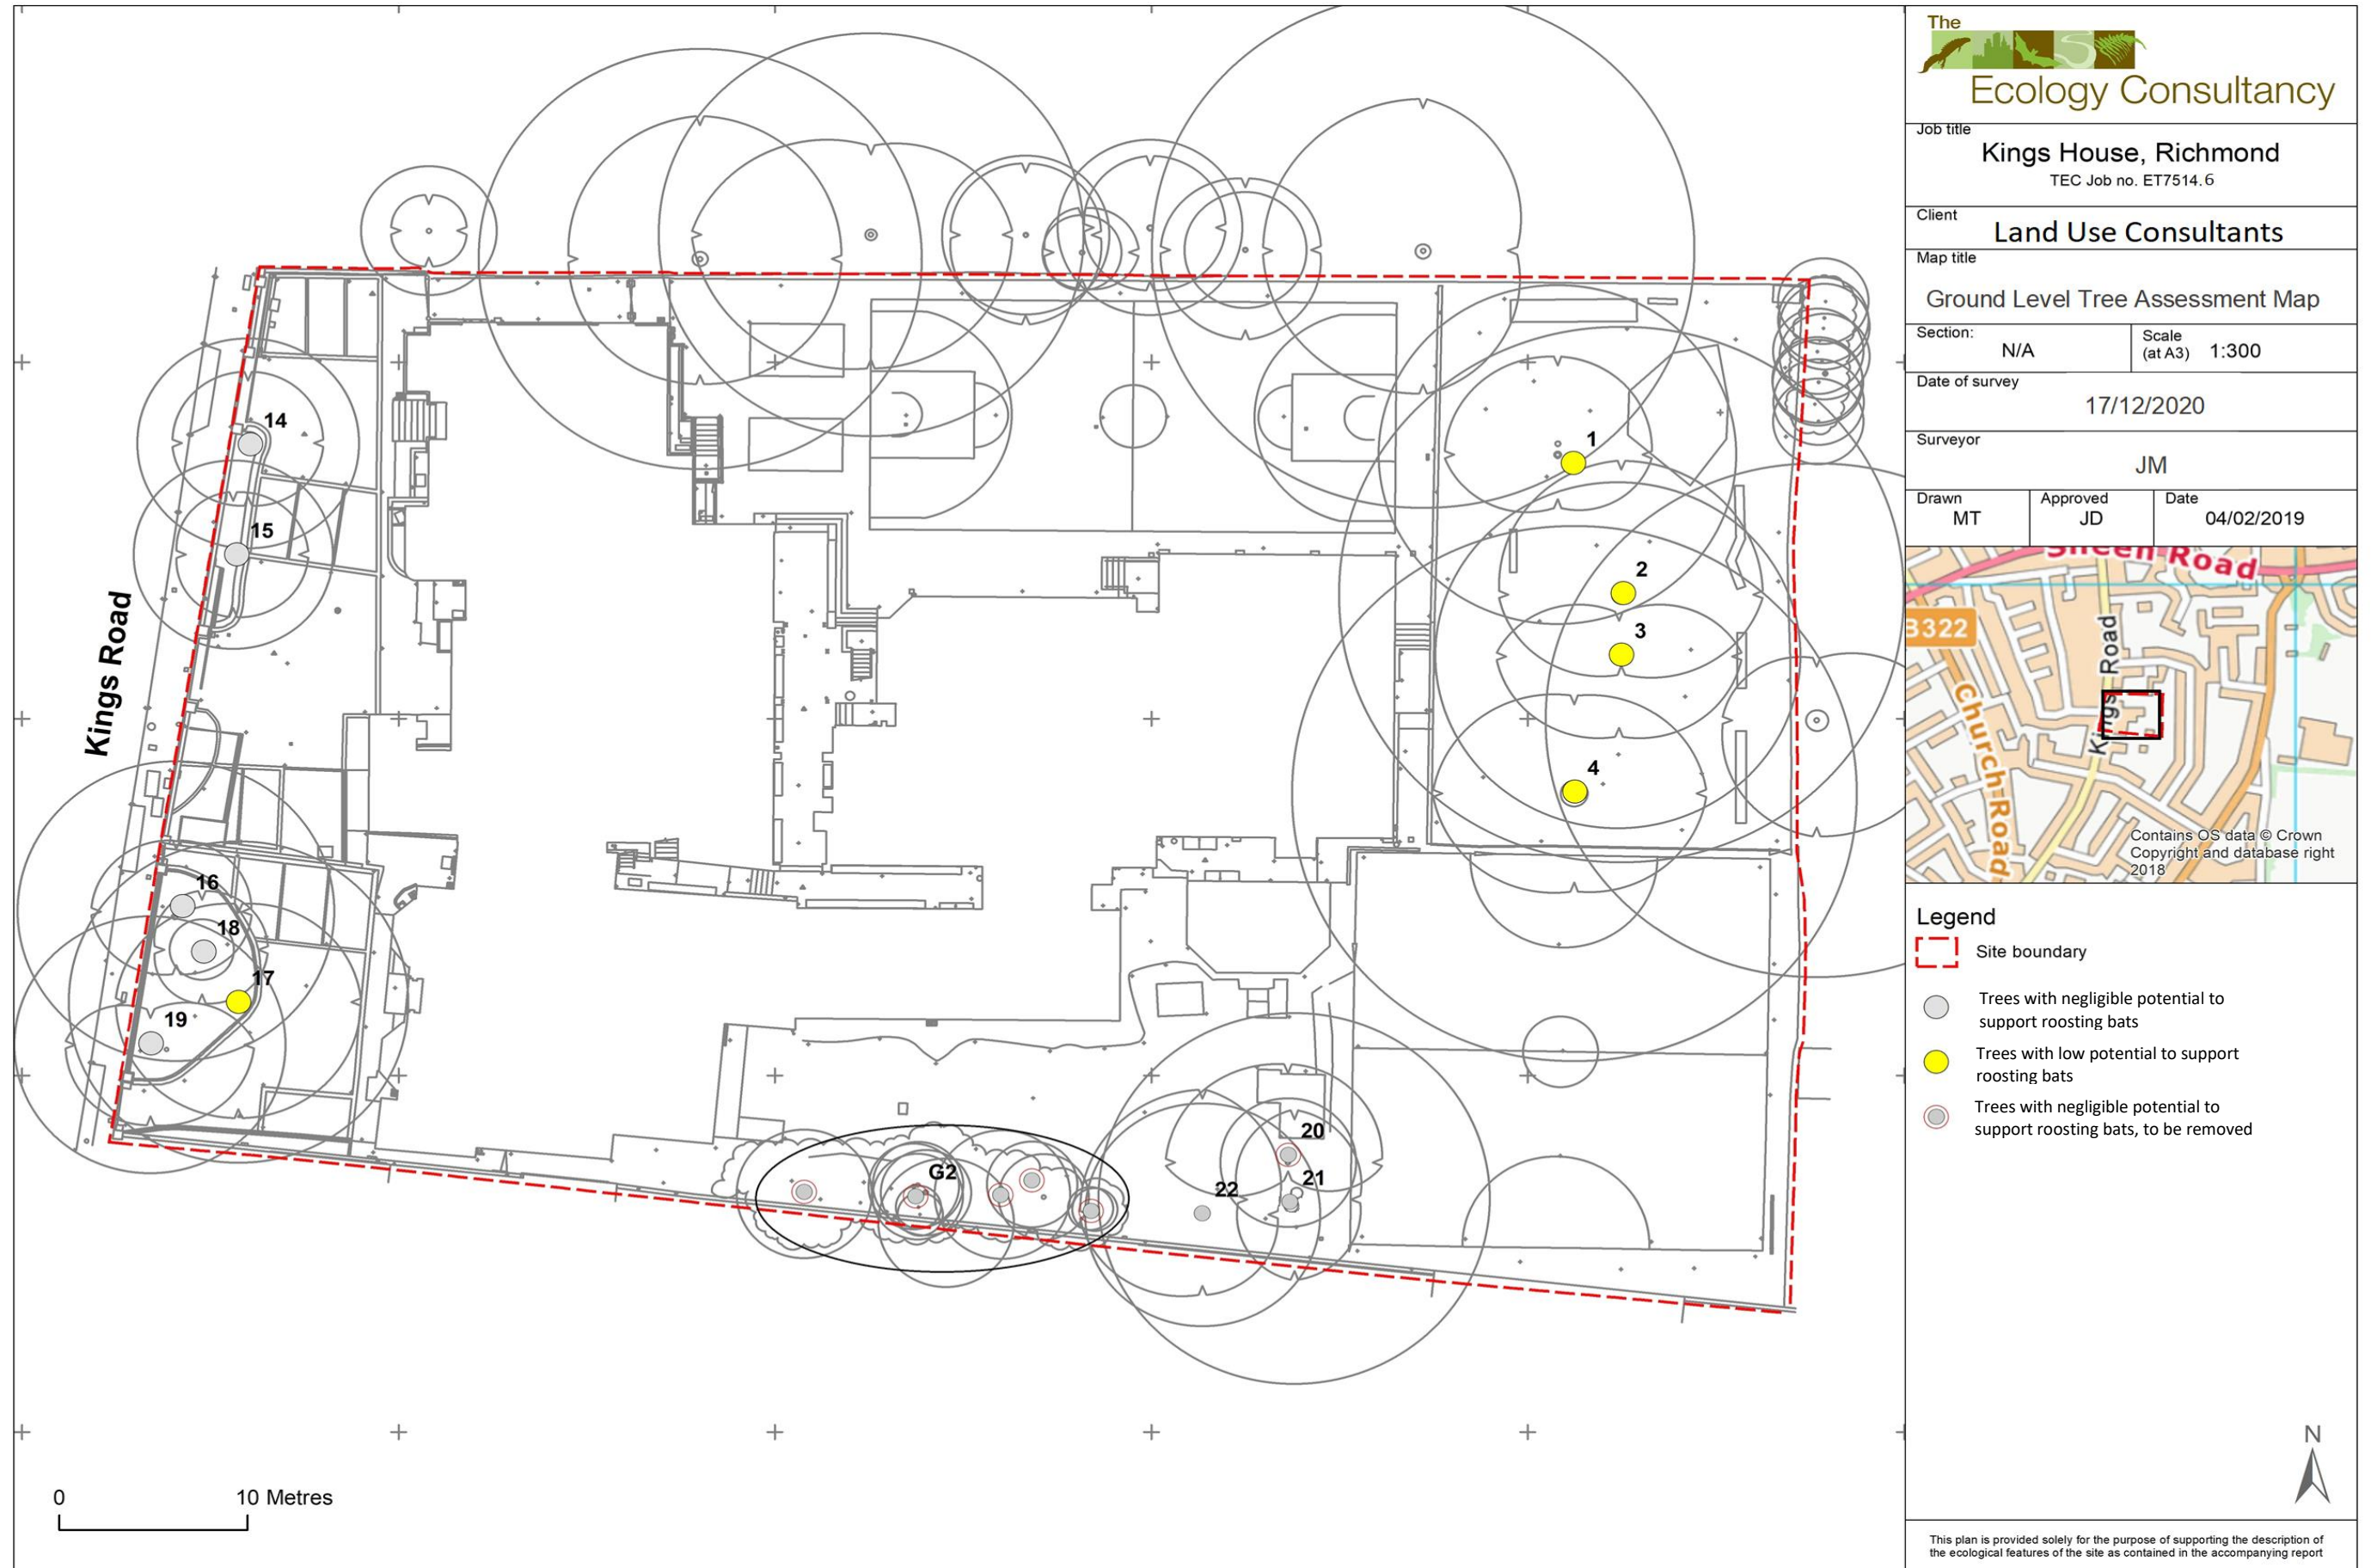 14
15
Kings Road
16
18
17
19
1
2
3
4
G2
20
21
22
0 10 Metres
The
Ecology Consultancy
Job title
Kings House, Richmond
TEC Job no. ET7514.6
Client
Land Use Consultants
Map title
Ground Level Tree Assessment Map
Section:
N/A
Scale
(at A3) 1:300
Date of survey
17/12/2020
Surveyor
JM
Drawn
MT
Approved
JD
Date
04/02/2019
Sheen Road
B322
Kings Road
Church Road
Contains OS data © Crown
Copyright and database right
2018
Legend
Site boundary
Trees with negligible potential to
support roosting bats
Trees with low potential to support
roosting bats
Trees with negligible potential to
support roosting bats, to be removed
N
This plan is provided solely for the purpose of supporting the description of
the ecological features of the site as contained in the accompanying report